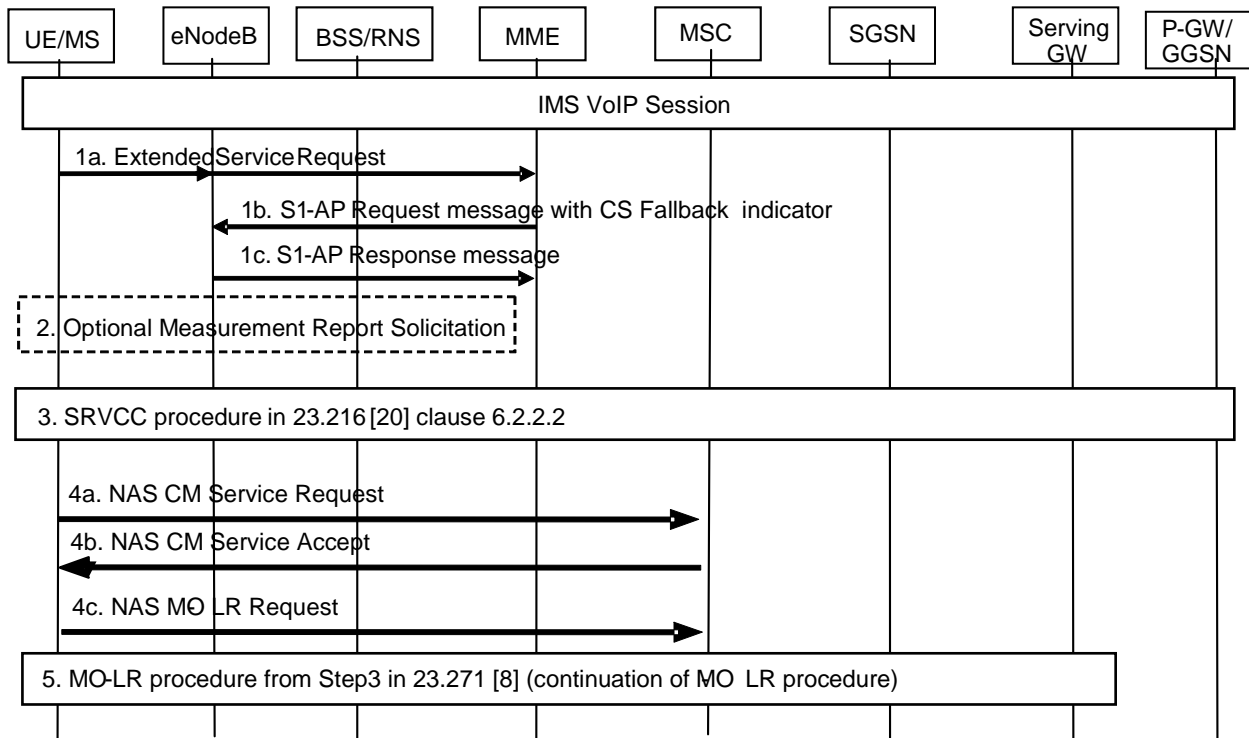 UE/MS
eNodeB
BSS/RNS
MME
MSC
SGSN
Serving
GW
P-GW/
GGSN
IMS VoIP Session
1a. Extended Service Request
1b. S1-AP Request message with CS Fallback indicator
1c. S1-AP Response message
2. Optional Measurement Report Solicitation
3. SRVCC procedure in 23.216 [20] clause 6.2.2.2
4a. NAS CM Service Request
4b. NAS CM Service Accept
4c. NAS MO-LR Request
5. MO-LR procedure from Step3 in 23.271 [8] (continuation of MO-LR procedure)